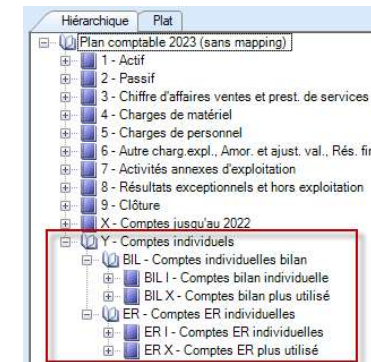 Hiérarchique Plat
Plan comptable 2023 (sans mapping)
1 - Actif
2 - Passif
3 - Chiffre d'affaires ventes et prest. de services
4 - Charges de matériel
5 - Charges de personnel
6 - Autre charg.expl., Amor. et ajust. val., Rés. fin
7 - Activités annexes d'exploitation
8 - Résultats exceptionnels et hors exploitation
9 - Clôture
X - Comptes jusqu'au 2022
Y - Comptes individuels
BIL - Comptes individuelles bilan
BIL I - Comptes bilan individuelle
BIL X - Comptes bilan plus utilisé
ER - Comptes ER individuelles
ER I - Comptes ER individuelles
ER X - Comptes ER plus utilisé